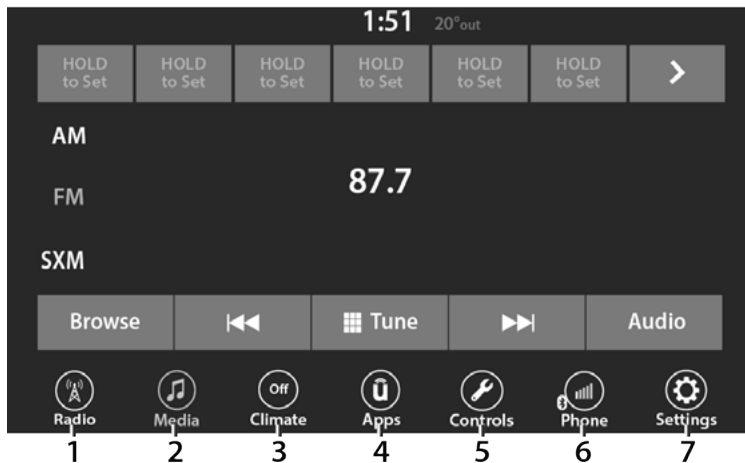 1:51 20°out
HOLD HOLD HOLD HOLD HOLD HOLD
to Set to Set to Set to Set to Set to Set
AM
87.7
FM
SXM
Browse Tune Audio
Off ū
Radio Media Climate Apps Controls Phone Settings
1 2 3 4 5 6 7